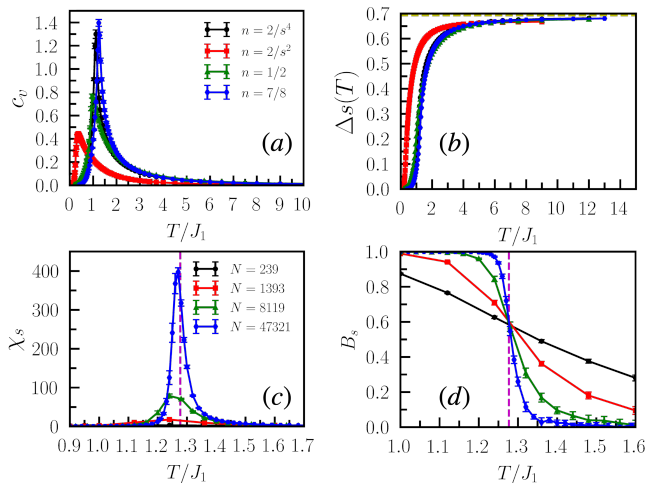 1.4
1.2
1.0
0.8
0.6
0.4
0.2
0.0
c_v
n = 2/s^4
n = 2/s^2
n = 1/2
n = 7/8
(a)
0 1 2 3 4 5 6 7 8 9 10
T/J_1
0.7
0.6
0.5
0.4
0.3
0.2
0.1
0.0
Δs(T)
(b)
0 2 4 6 8 10 12 14
T/J_1
400
300
200
100
50
0
χ_s
N = 239
N = 1393
N = 8119
N = 47321
(c)
0.9 1.0 1.1 1.2 1.3 1.4 1.5 1.6 1.7
T/J_1
1.0
0.8
0.6
0.4
0.2
0.0
B_s
(d)
1.0 1.1 1.2 1.3 1.4 1.5 1.6
T/J_1